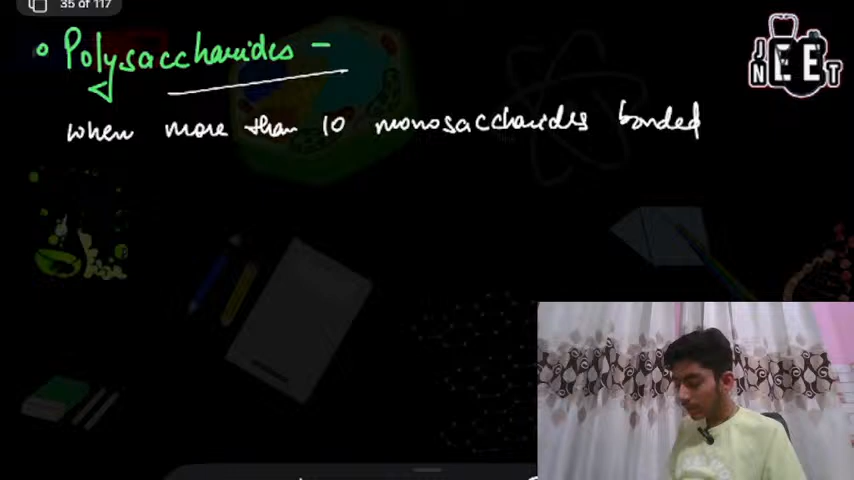 35 of 117
Polysaccharides -
when more than 10 monosaccharides bonded
J
NEET